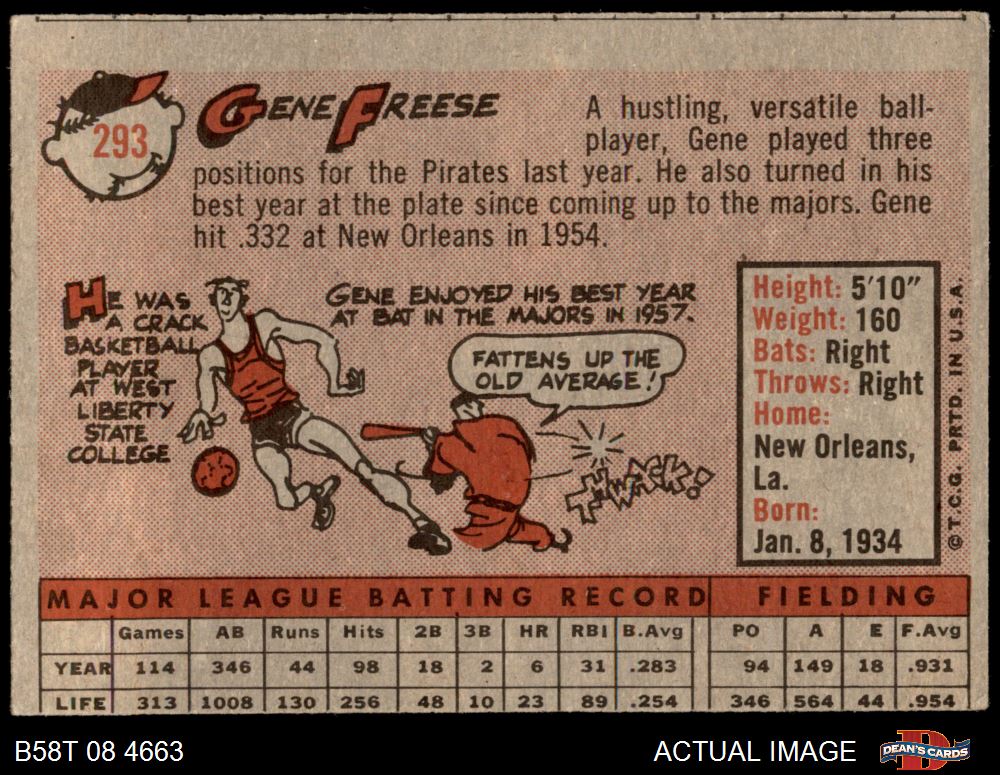 293
GENE FREESE
A hustling, versatile ball-
player, Gene played three
positions for the Pirates last year. He also turned in his
best year at the plate since coming up to the majors. Gene
hit .332 at New Orleans in 1954.
HE WAS
A CRACK
BASKETBALL
PLAYER
AT WEST
LIBERTY
STATE
COLLEGE
GENE ENJOYED HIS BEST YEAR
AT BAT IN THE MAJORS IN 1957.
FATTENS UP THE
OLD AVERAGE!
THWACK!
Height: 5'10"
Weight: 160
Bats: Right
Throws: Right
Home:
New Orleans,
La.
Born:
Jan. 8, 1934
© T.C.G. PRTD. IN U.S.A.
MAJOR LEAGUE BATTING RECORD FIELDING
Games AB Runs Hits 2B 3B HR RBI B.Avg PO A E F.Avg
YEAR 114 346 44 98 18 2 6 31 .283 94 149 18 .931
LIFE 313 1008 130 256 48 10 23 89 .254 346 564 44 .954
B58T 08 4663 ACTUAL IMAGE D DEAN'S CARDS